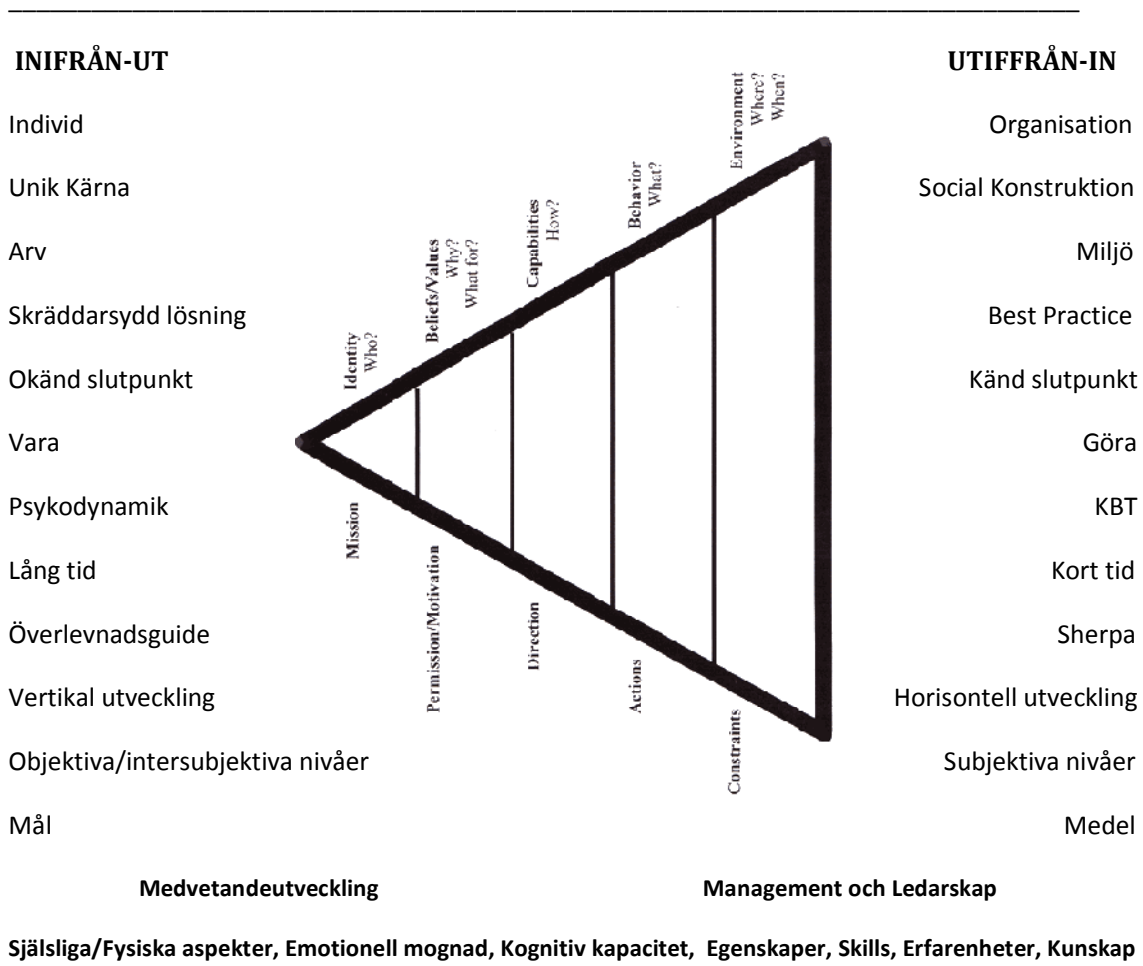 INIFRÅN-UT
UTIFFRÅN-IN
Individ
Organisation
Unik Kärna
Social Konstruktion
Arv
Miljö
Skräddarsydd lösning
Best Practice
Okänd slutpunkt
Känd slutpunkt
Vara
Göra
Psykodynamik
KBT
Lång tid
Kort tid
Överlevnadsguide
Sherpa
Vertikal utveckling
Horisontell utveckling
Objektiva/intersubjektiva nivåer
Subjektiva nivåer
Mål
Medel
Identity
Who?
Beliefs/Values
Why?
What for?
Capabilities
How?
Behavior
What?
Environment
Where?
When?
Mission
Permission/Motivation
Direction
Actions
Constraints
Medvetandeutveckling
Management och Ledarskap
Själsliga/Fysiska aspekter, Emotionell mognad, Kognitiv kapacitet, Egenskaper, Skills, Erfarenheter, Kunskap